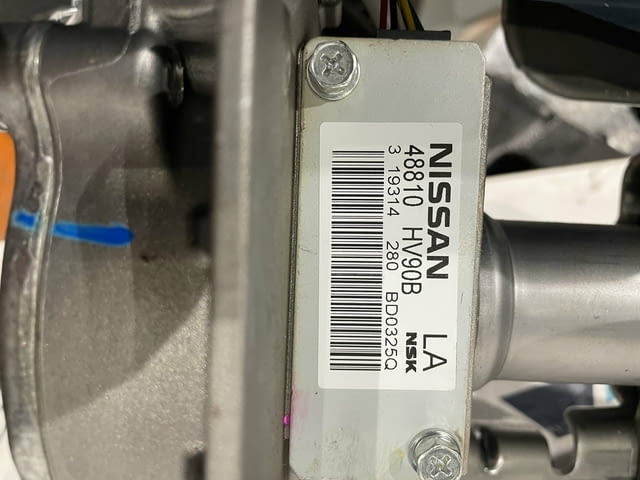 NISSAN LA
48810 HV90B NSK
3 19314 280 BD0325Q